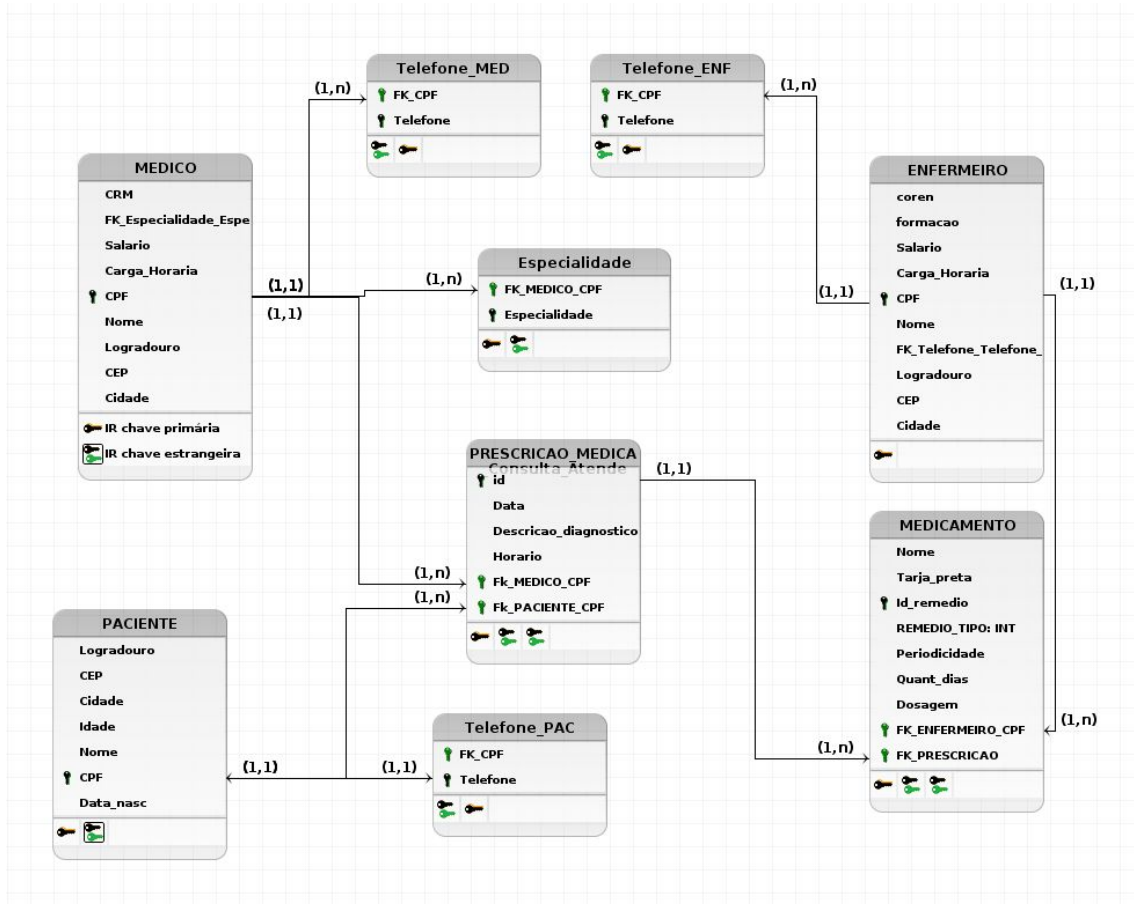 Telefone_MED
FK_CPF
Telefone
Telefone_ENF
FK_CPF
Telefone
(1,n)
(1,n)
MEDICO
CRM
FK_Especialidade_Espe
Salario
Carga_Horaria
CPF
Nome
Logradouro
CEP
Cidade
IR chave primária
IR chave estrangeira
(1,1)
(1,1)
(1,n)
Especialidade
FK_MEDICO_CPF
Especialidade
ENFERMEIRO
coren
formacao
Salario
Carga_Horaria
CPF
Nome
FK_Telefone_Telefone_
Logradouro
CEP
Cidade
(1,1)
(1,1)
PRESCRICAO_MEDICA
Consulta_Atende
id
Data
Descricao_diagnostico
Horario
Fk_MEDICO_CPF
Fk_PACIENTE_CPF
(1,1)
(1,n)
(1,n)
MEDICAMENTO
Nome
Tarja_preta
Id_remedio
REMEDIO_TIPO: INT
Periodicidade
Quant_dias
Dosagem
FK_ENFERMEIRO_CPF
FK_PRESCRICAO
(1,n)
(1,n)
PACIENTE
Logradouro
CEP
Cidade
Idade
Nome
CPF
Data_nasc
(1,1)
(1,1)
Telefone_PAC
FK_CPF
Telefone